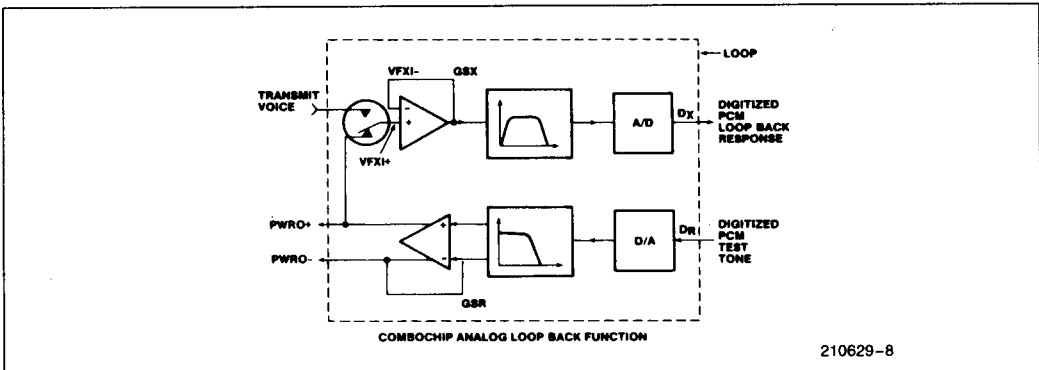 LOOP
VFXI– GSX
TRANSMIT
VOICE
VFXI+
A/D
DX
DIGITIZED
PCM
LOOP BACK
RESPONSE
PWRO+
PWRO–
+
–
GSR
D/A
DR
DIGITIZED
PCM
TEST
TONE
COMBOCHIP ANALOG LOOP BACK FUNCTION
210629–8